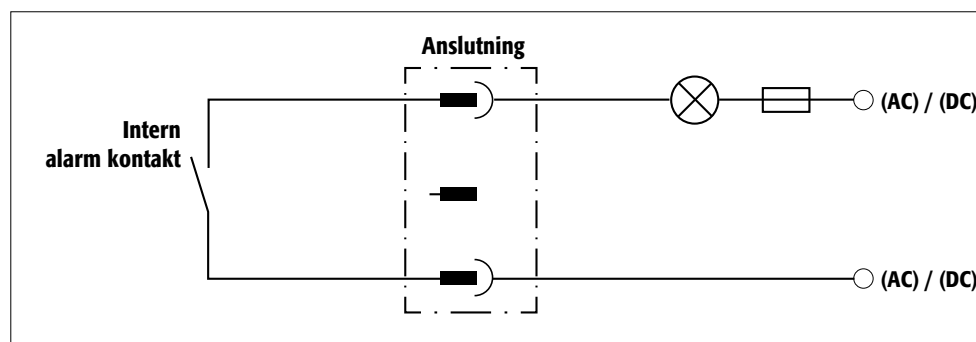 Anslutning
(AC) / (DC)
Intern
alarm kontakt
(AC) / (DC)